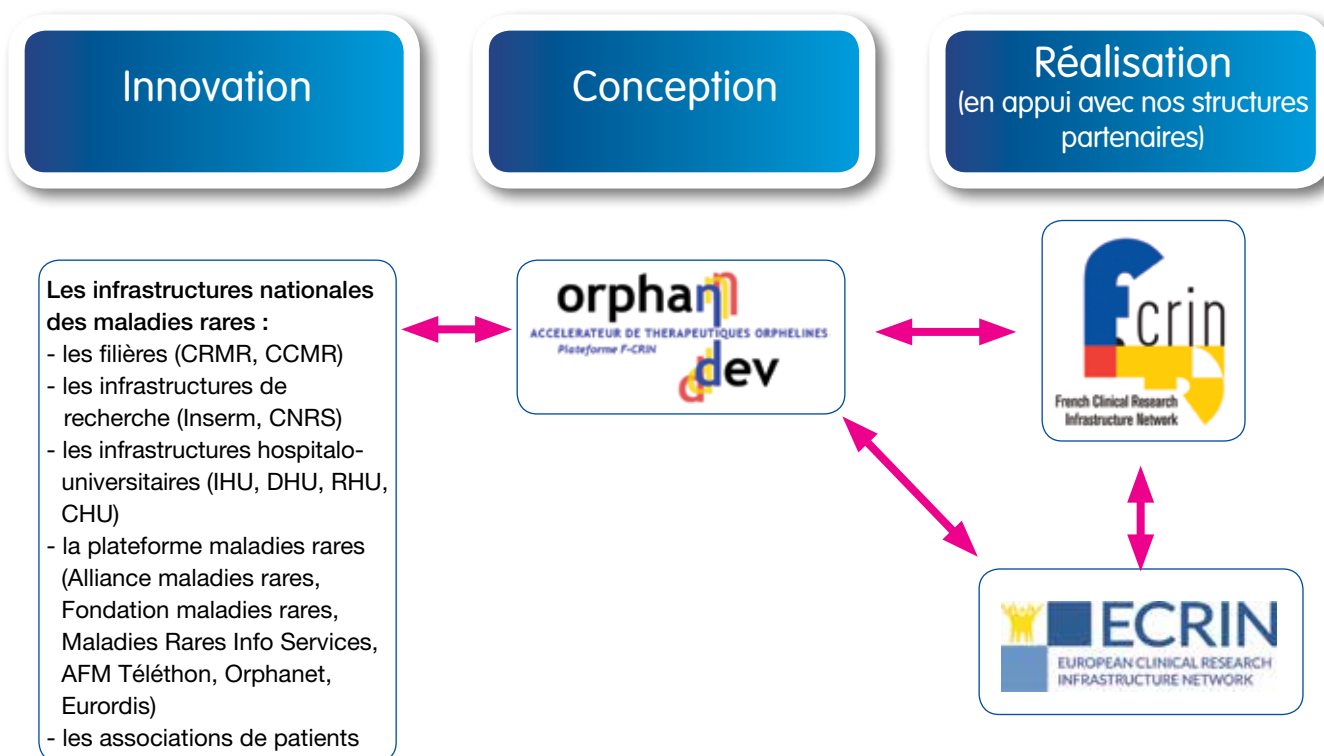 Innovation
Conception
Réalisation
(en appui avec nos structures
partenaires)
Les infrastructures nationales
des maladies rares :
- les filières (CRMR, CCMR)
- les infrastructures de
recherche (Inserm, CNRS)
- les infrastructures hospitalo-
universitaires (IHU, DHU, RHU,
CHU)
- la plateforme maladies rares
(Alliance maladies rares,
Fondation maladies rares,
Maladies Rares Info Services,
AFM Téléthon, Orphanet,
Eurordis)
- les associations de patients
orphan
ACCELERATEUR DE THERAPEUTIQUES ORPHELINES
Plateforme F-CRIN
dev
fcrin
French Clinical Research
Infrastructure Network
ECRIN
EUROPEAN CLINICAL RESEARCH
INFRASTRUCTURE NETWORK